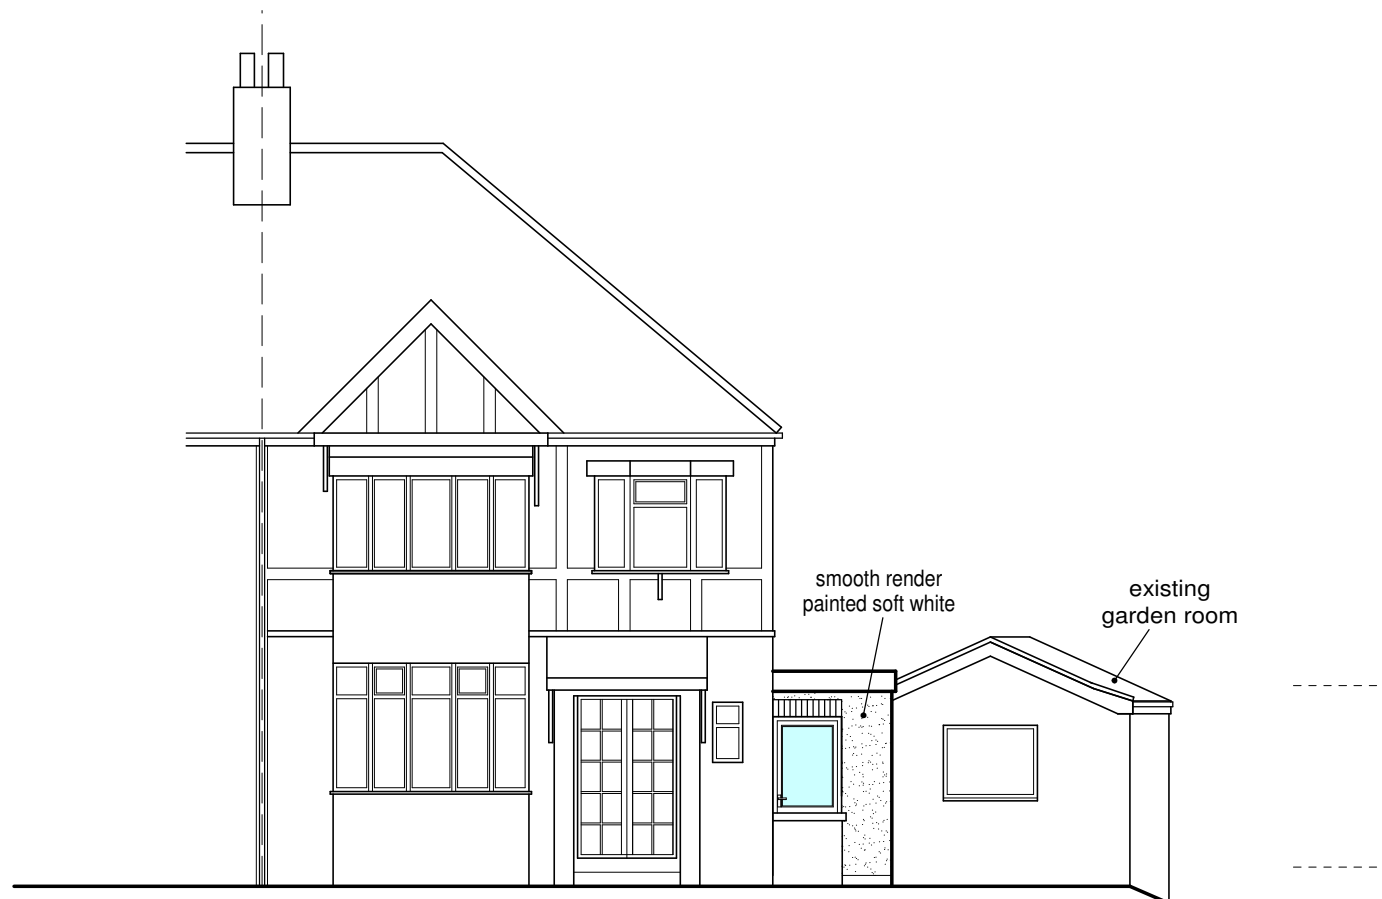 smooth render
painted soft white
existing
garden room